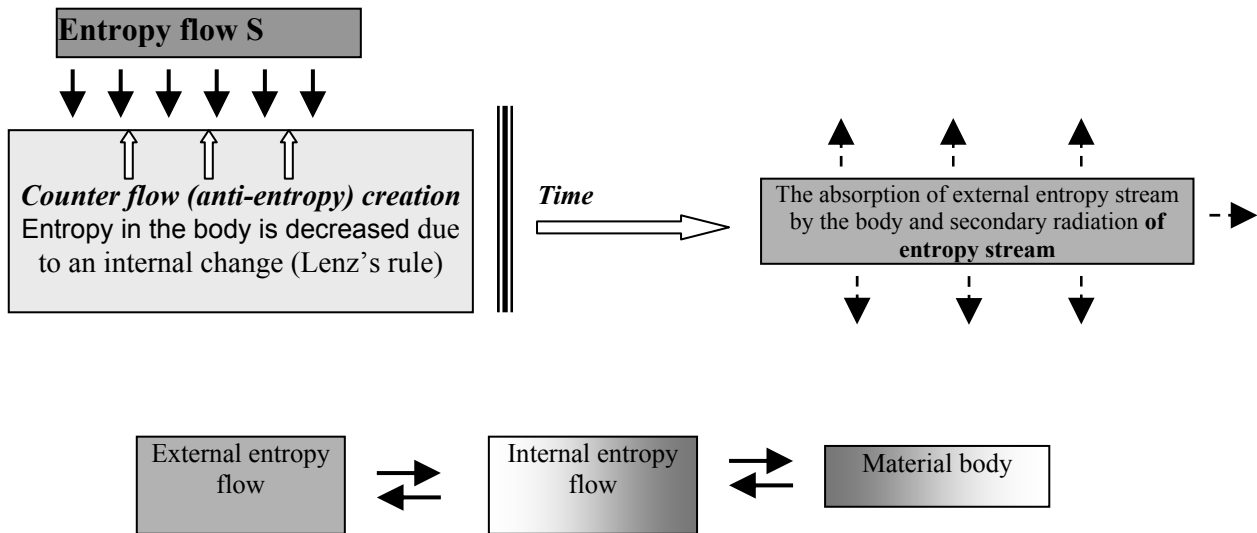 Entropy flow S
Counter flow (anti-entropy) creation
Entropy in the body is decreased due
to an internal change (Lenz’s rule)
Time
The absorption of external entropy stream
by the body and secondary radiation of
entropy stream
External entropy
flow
Internal entropy
flow
Material body